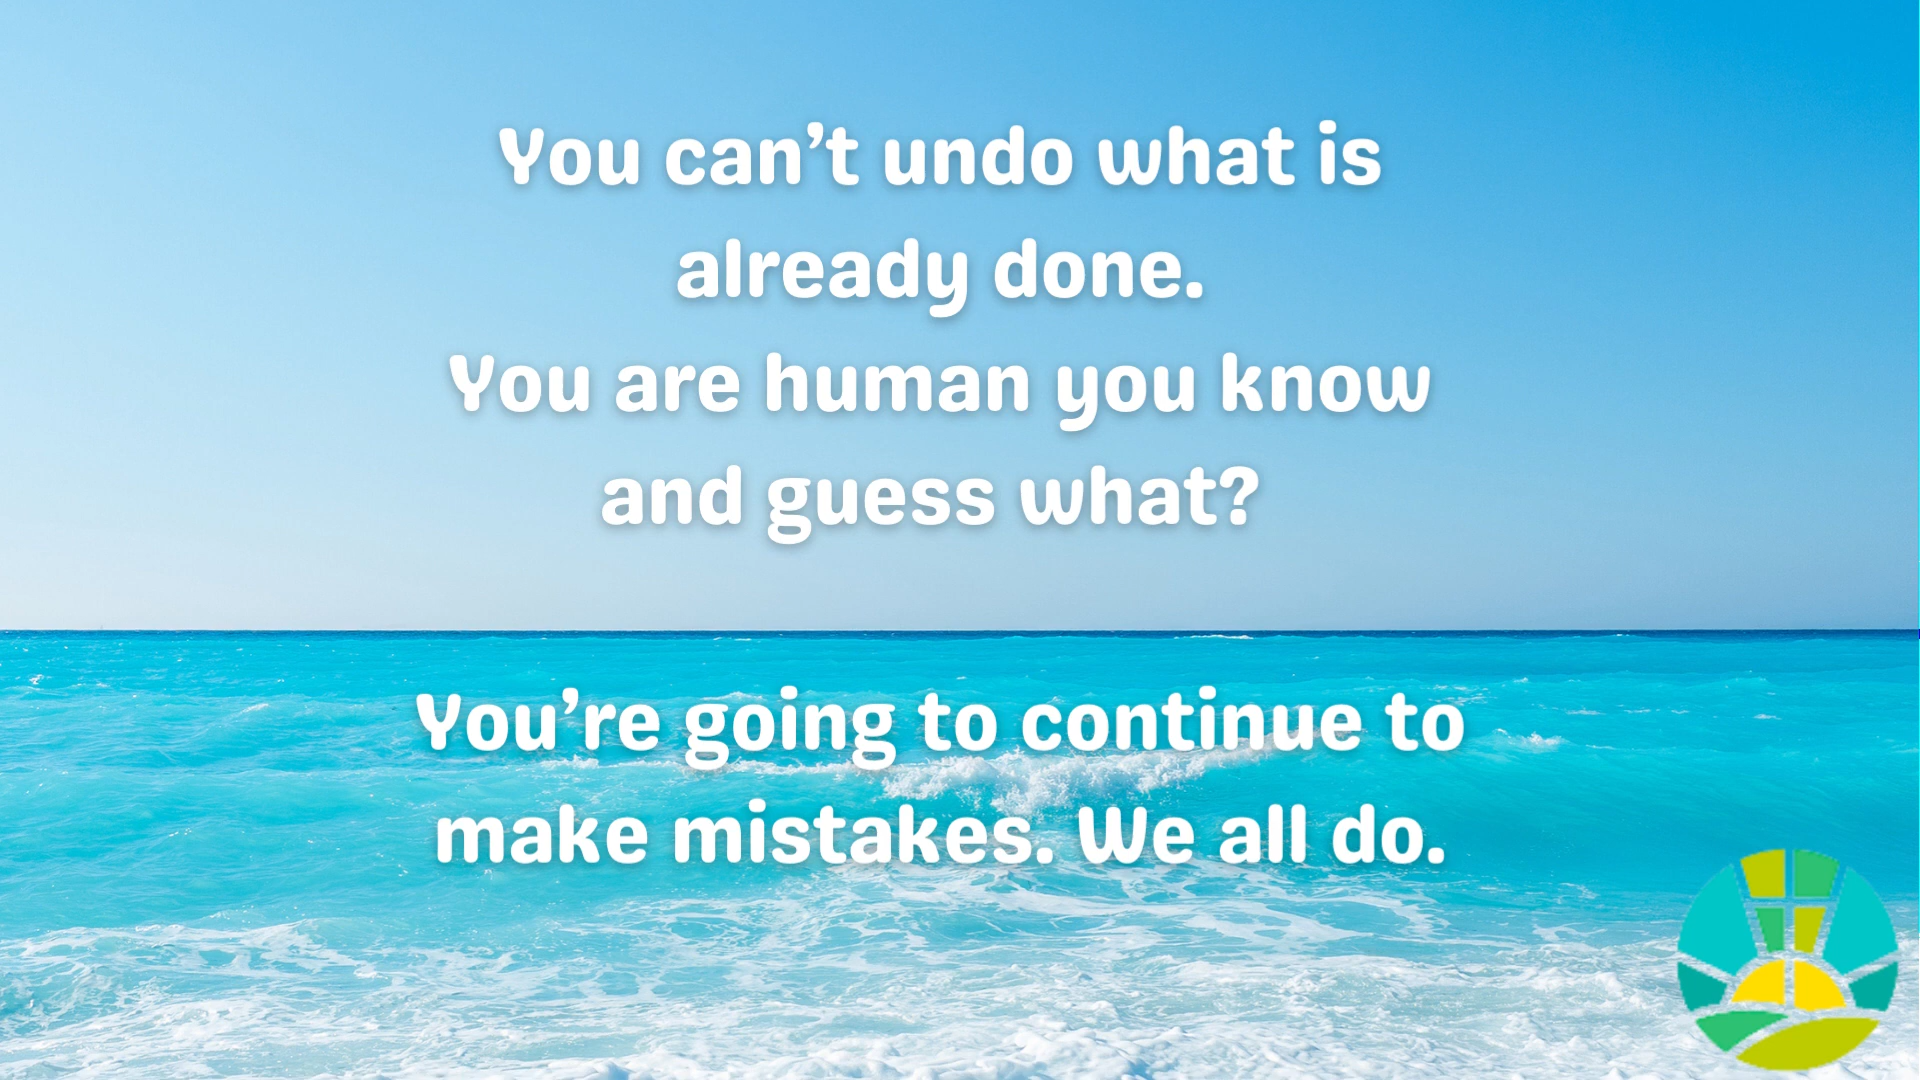 You can’t undo what is
already done.
You are human you know
and guess what?
You’re going to continue to
make mistakes. We all do.